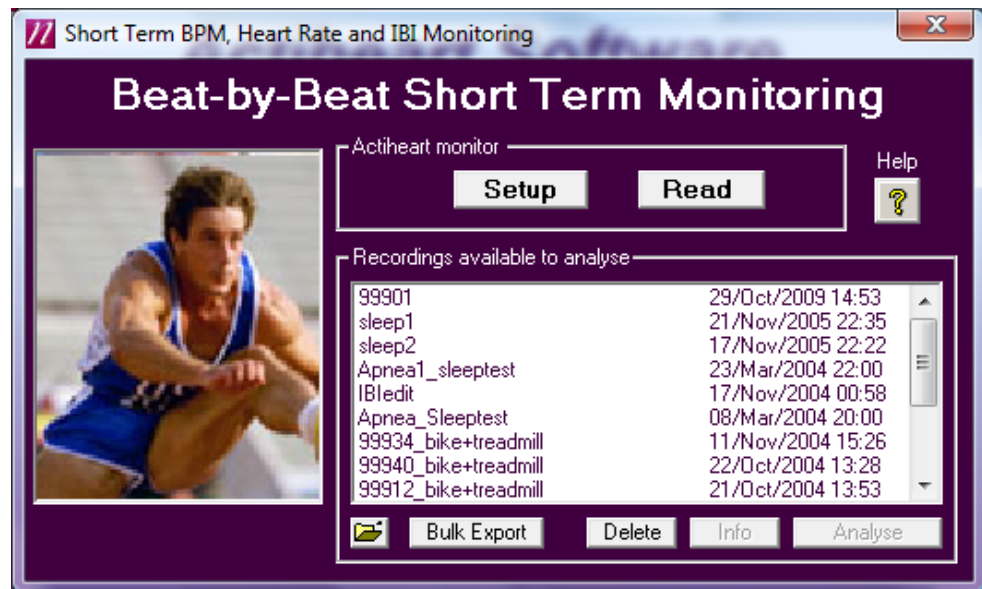 Short Term BPM, Heart Rate and IBI Monitoring
Beat-by-Beat Short Term Monitoring
Actiheart monitor
Setup Read
Help
?
Recordings available to analyse
99901 29/Oct/2009 14:53
sleep1 21/Nov/2005 22:35
sleep2 17/Nov/2005 22:22
Apnea1_sleeptest 23/Mar/2004 22:00
IBIedit 17/Nov/2004 00:58
Apnea_Sleeptest 08/Mar/2004 20:00
99934_bike+treadmill 11/Nov/2004 15:26
99940_bike+treadmill 22/Oct/2004 13:28
99912_bike+treadmill 21/Oct/2004 13:53
Bulk Export Delete Info Analyse